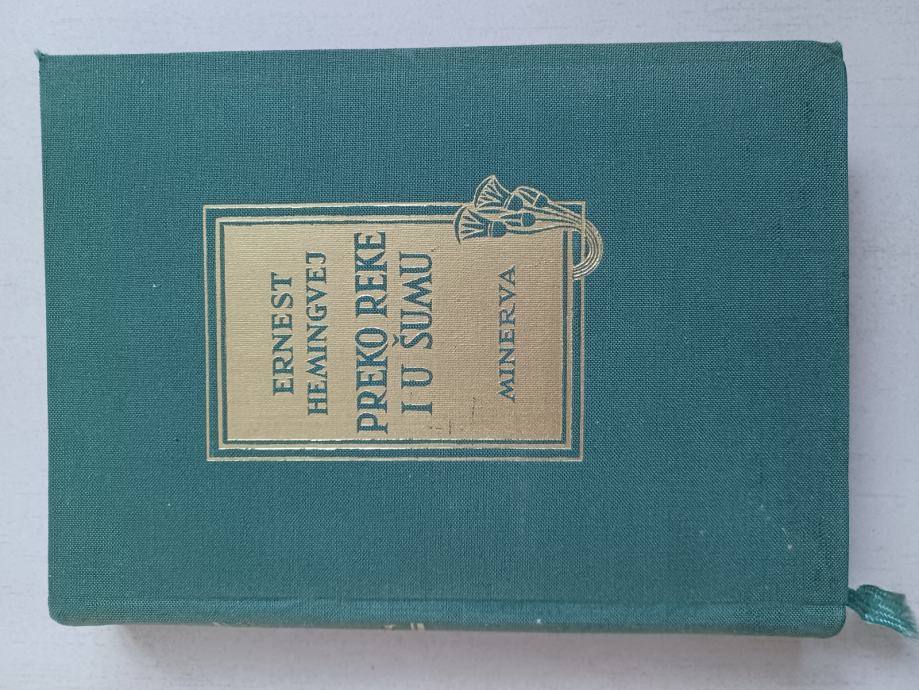 ERNEST
HEMINGVEJ
PREKO REKE
I U ŠUMU
MINERVA